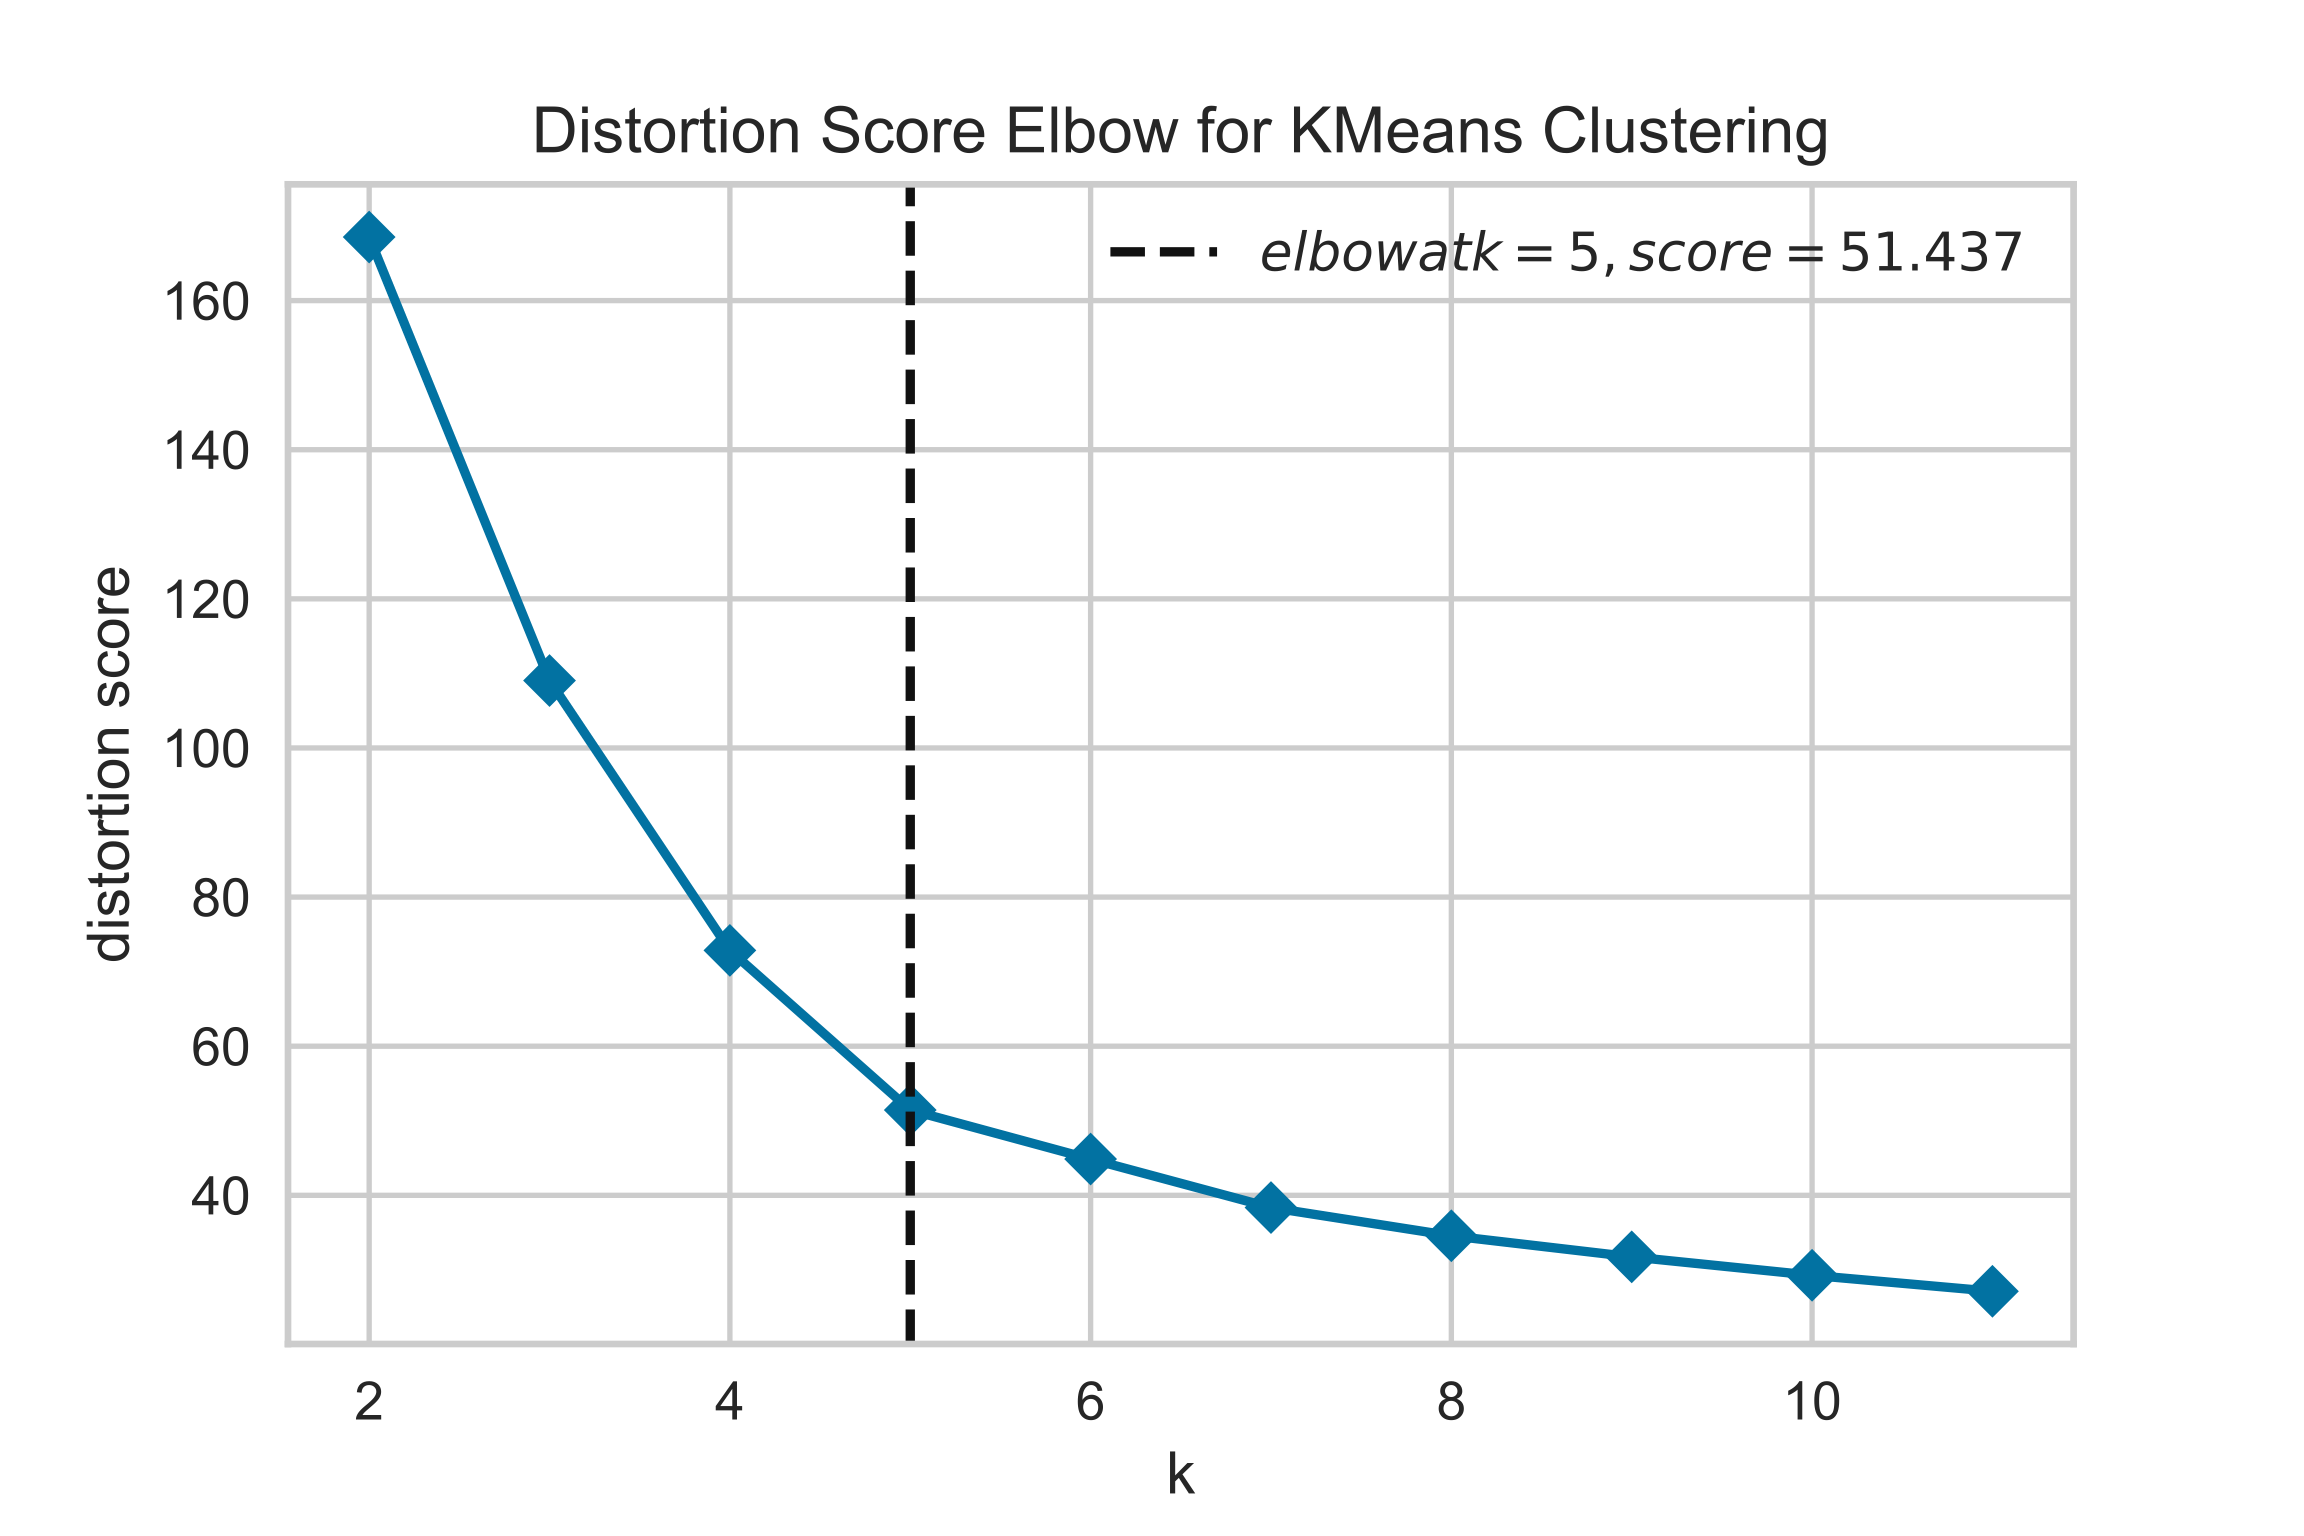 Distortion Score Elbow for KMeans Clustering
elbowatk = 5, score = 51.437
160
140
120
100
80
60
40
distortion score
2 4 6 8 10
k